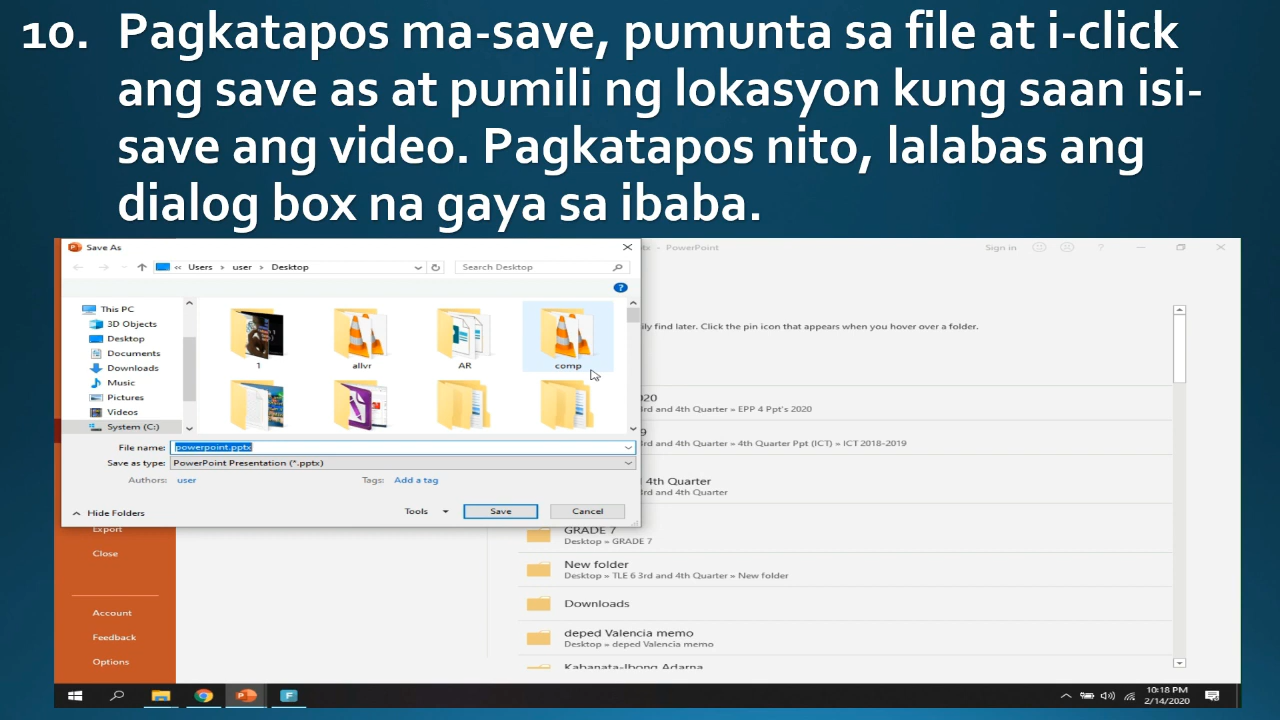 10. Pagkatapos ma-save, pumunta sa file at i-click
ang save as at pumili ng lokasyon kung saan isi-
save ang video. Pagkatapos nito, lalabas ang
dialog box na gaya sa ibaba.
Save As
« Users › user › Desktop
Search Desktop
This PC
3D Objects
Desktop
Documents
Downloads
Music
Pictures
Videos
System (C:)
1
allvr
AR
comp
File name: powerpoint.pptx
Save as type: PowerPoint Presentation (*.pptx)
Authors: user
Tags: Add a tag
Hide Folders
Tools
Save
Cancel
Export
Close
Account
Feedback
Options
- PowerPoint
Sign in
?
find later. Click the pin icon that appears when you hover over a folder.
3rd and 4th Quarter » EPP 4 Ppt's 2020
3rd and 4th Quarter » 4th Quarter Ppt (ICT) » ICT 2018-2019
4th Quarter
3rd and 4th Quarter
GRADE 7
Desktop » GRADE 7
New folder
Desktop » TLE 6 3rd and 4th Quarter » New folder
Downloads
deped Valencia memo
Desktop » deped Valencia memo
Kabanata-Ibong Adarna
10:18 PM
2/14/2020